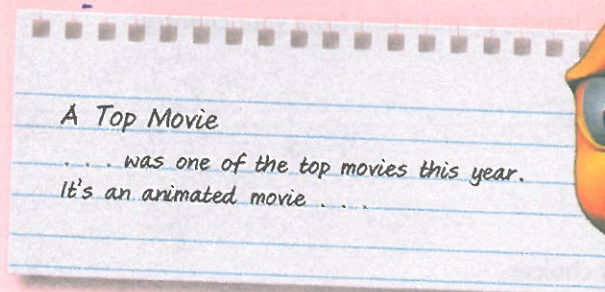 A Top Movie
. . . was one of the top movies this year.
It's an animated movie . . .